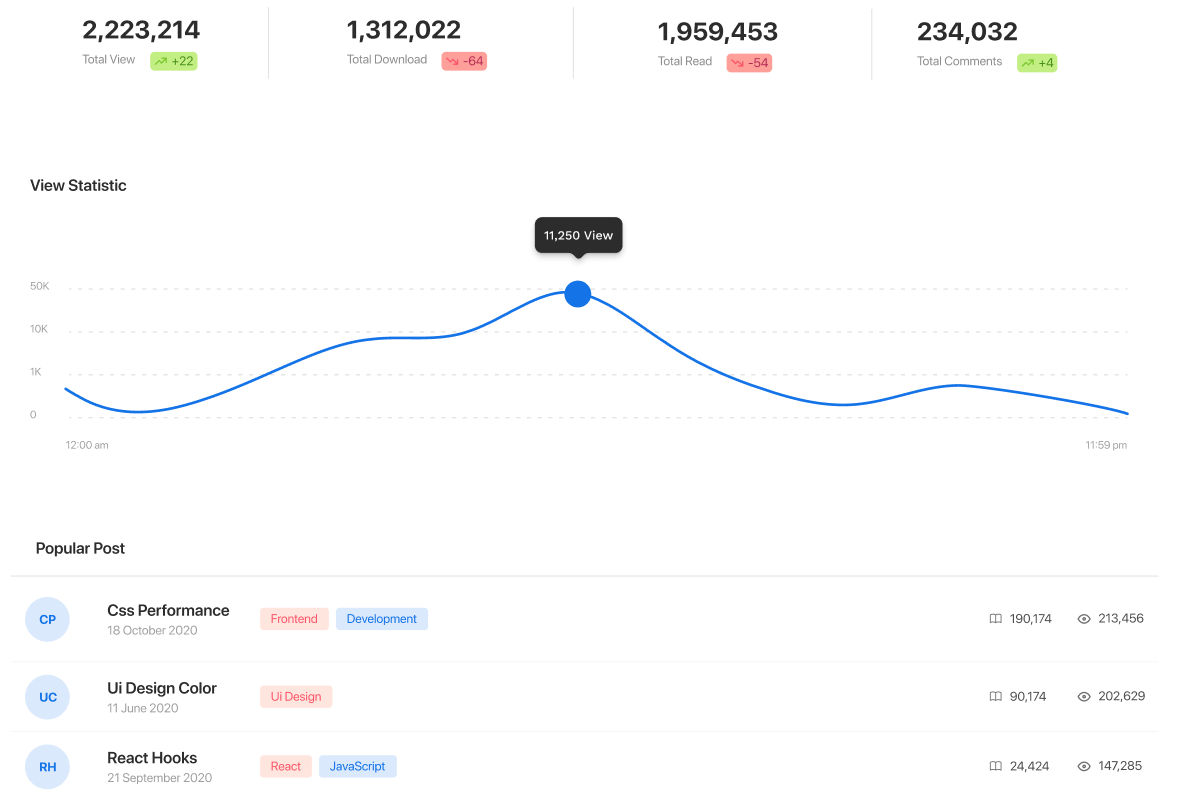 2,223,214
Total View +22
1,312,022
Total Download -64
1,959,453
Total Read -54
234,032
Total Comments +4
View Statistic
11,250 View
50K
10K
1K
0
12:00 am 11:59 pm
Popular Post
CP Css Performance Frontend Development 190,174 213,456
18 October 2020
UC Ui Design Color Ui Design 90,174 202,629
11 June 2020
RH React Hooks React JavaScript 24,424 147,285
21 September 2020